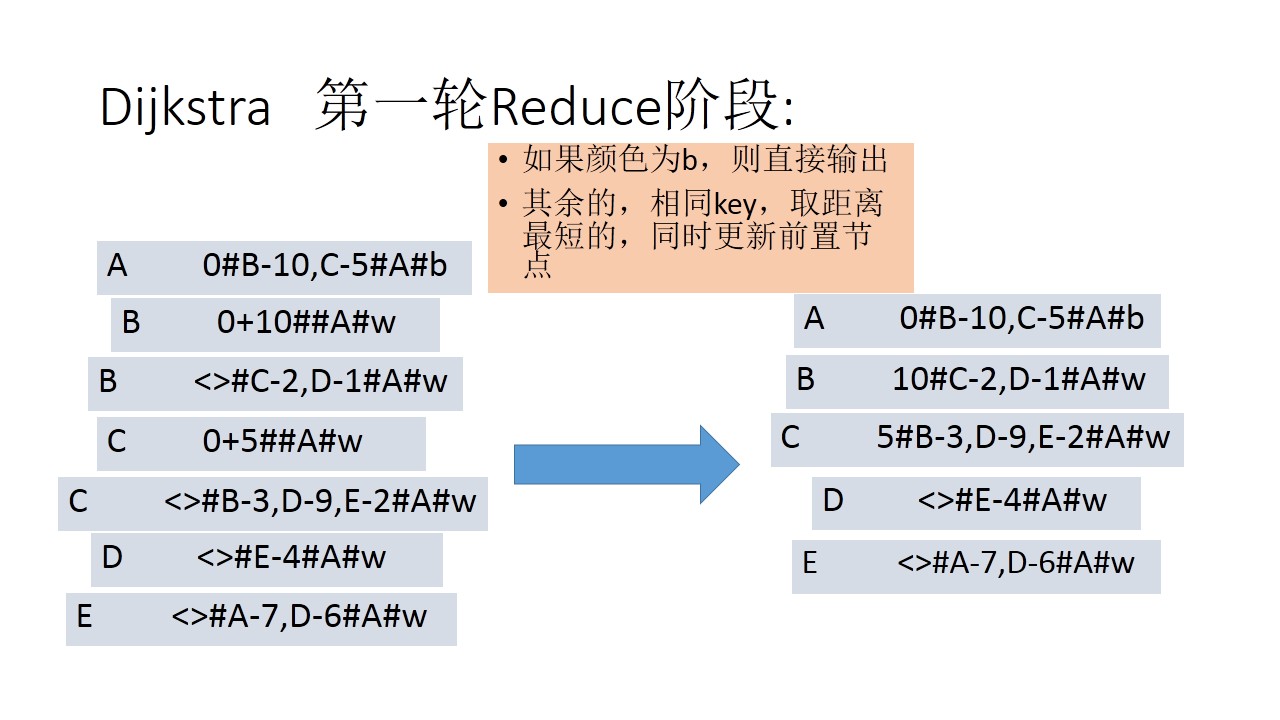 Dijkstra 第一轮Reduce阶段:
• 如果颜色为b，则直接输出
• 其余的，相同key，取距离
最短的，同时更新前置节
点
A 0#B-10,C-5#A#b
B 0+10##A#w
B <>#C-2,D-1#A#w
C 0+5##A#w
C <>#B-3,D-9,E-2#A#w
D <>#E-4#A#w
E <>#A-7,D-6#A#w
A 0#B-10,C-5#A#b
B 10#C-2,D-1#A#w
C 5#B-3,D-9,E-2#A#w
D <>#E-4#A#w
E <>#A-7,D-6#A#w